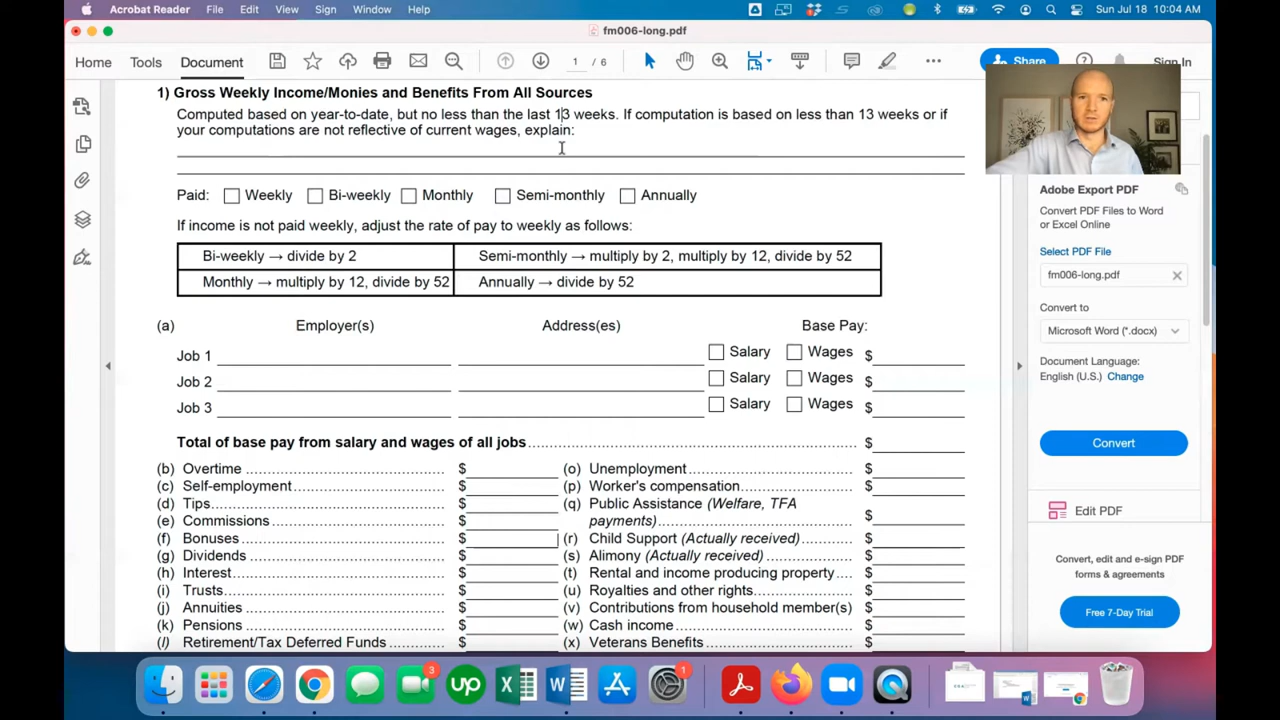 Acrobat Reader File Edit View Sign Window Help Sun Jul 18 10:04 AM
fm006-long.pdf
Home Tools Document 1 / 6 Share Sign In
1) Gross Weekly Income/Monies and Benefits From All Sources
Computed based on year-to-date, but no less than the last 13 weeks. If computation is based on less than 13 weeks or if
your computations are not reflective of current wages, explain:
Paid: Weekly Bi-weekly Monthly Semi-monthly Annually
If income is not paid weekly, adjust the rate of pay to weekly as follows:
Bi-weekly → divide by 2 Semi-monthly → multiply by 2, multiply by 12, divide by 52
Monthly → multiply by 12, divide by 52 Annually → divide by 52
(a) Employer(s) Address(es) Base Pay:
Job 1 Salary Wages $
Job 2 Salary Wages $
Job 3 Salary Wages $
Total of base pay from salary and wages of all jobs $
(b) Overtime $ (o) Unemployment $
(c) Self-employment $ (p) Worker's compensation $
(d) Tips $ (q) Public Assistance (Welfare, TFA
(e) Commissions $ payments) $
(f) Bonuses $ (r) Child Support (Actually received) $
(g) Dividends $ (s) Alimony (Actually received) $
(h) Interest $ (t) Rental and income producing property $
(i) Trusts $ (u) Royalties and other rights $
(j) Annuities $ (v) Contributions from household member(s) $
(k) Pensions $ (w) Cash income $
(l) Retirement/Tax Deferred Funds $ (x) Veterans Benefits $
Adobe Export PDF
Convert PDF Files to Word
or Excel Online
Select PDF File
fm006-long.pdf
Convert to
Microsoft Word (*.docx)
Document Language:
English (U.S.) Change
Convert
Edit PDF
Convert, edit and e-sign PDF
forms & agreements
Free 7-Day Trial
3
up
1